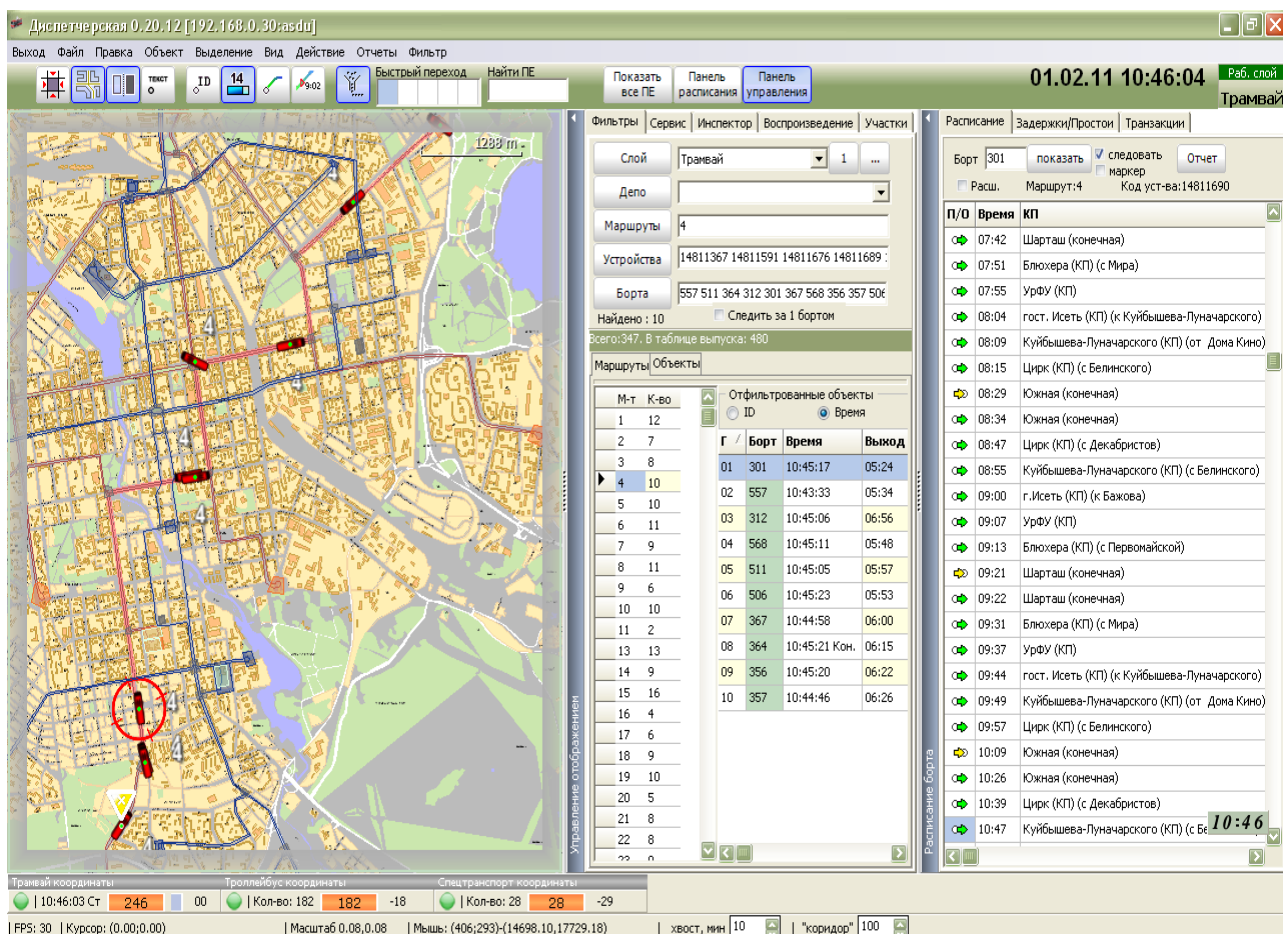 Диспетчерская 0.20.12 [192.168.0.30:asdu]
Выход Файл Правка Объект Выделение Вид Действие Отчеты Фильтр
ТЕКСТ
ID
14
9:02
Быстрый переход
Найти ПЕ
Показать все ПЕ
Панель расписания
Панель управления
01.02.11 10:46:04
Раб. слой
Трамвай
1288 m
4
4
4
4
4
4
4
Управление отображением
Фильтры Сервис Инспектор Воспроизведение Участки
Слой Трамвай 1 ...
Депо
Маршруты 4
Устройства 14811367 14811591 14811676 14811689 :
Борта 557 511 364 312 301 367 568 356 357 506
Найдено : 10 Следить за 1 бортом
Всего:347. В таблице выпуска: 480
Маршруты Объекты
М-т К-во
1 12
2 7
3 8
4 10
5 10
6 11
7 9
8 11
9 6
10 10
11 2
13 13
14 9
15 16
16 4
17 6
18 9
19 10
20 5
21 8
22 8
Отфильтрованные объекты
ID Время
Г / Борт Время Выход
01 301 10:45:17 05:24
02 557 10:43:33 05:34
03 312 10:45:06 06:56
04 568 10:45:11 05:48
05 511 10:45:05 05:57
06 506 10:45:23 05:53
07 367 10:44:58 06:00
08 364 10:45:21 Кон. 06:15
09 356 10:45:20 06:22
10 357 10:44:46 06:26
Расписание борта
Расписание Задержки/Простои Транзакции
Борт 301 показать следовать Отчет
маркер
Расш. Маршрут:4 Код уст-ва:14811690
П/О Время КП
07:42 Шарташ (конечная)
07:51 Блюхера (КП) (с Мира)
07:55 УрФУ (КП)
08:04 гост. Исеть (КП) (к Куйбышева-Луначарского)
08:09 Куйбышева-Луначарского (КП) (от Дома Кино)
08:15 Цирк (КП) (с Белинского)
08:29 Южная (конечная)
08:34 Южная (конечная)
08:47 Цирк (КП) (с Декабристов)
08:55 Куйбышева-Луначарского (КП) (с Белинского)
09:00 г.Исеть (КП) (к Бажова)
09:07 УрФУ (КП)
09:13 Блюхера (КП) (с Первомайской)
09:21 Шарташ (конечная)
09:22 Шарташ (конечная)
09:31 Блюхера (КП) (с Мира)
09:37 УрФУ (КП)
09:44 гост. Исеть (КП) (к Куйбышева-Луначарского)
09:49 Куйбышева-Луначарского (КП) (от Дома Кино)
09:57 Цирк (КП) (с Белинского)
10:09 Южная (конечная)
10:26 Южная (конечная)
10:39 Цирк (КП) (с Декабристов)
10:47 Куйбышева-Луначарского (КП) (с Бе
10:46
Трамвай координаты Троллейбус координаты Спецтранспорт координаты
| 10:46:03 Ст 246 00 | Кол-во: 182 182 -18 | Кол-во: 28 28 -29
| FPS: 30 | Курсор: (0.00;0.00) | Масштаб 0.08,0.08 | Мышь: (406;293)-(14698.10,17729.18) | хвост, мин 10 | "коридор" 100